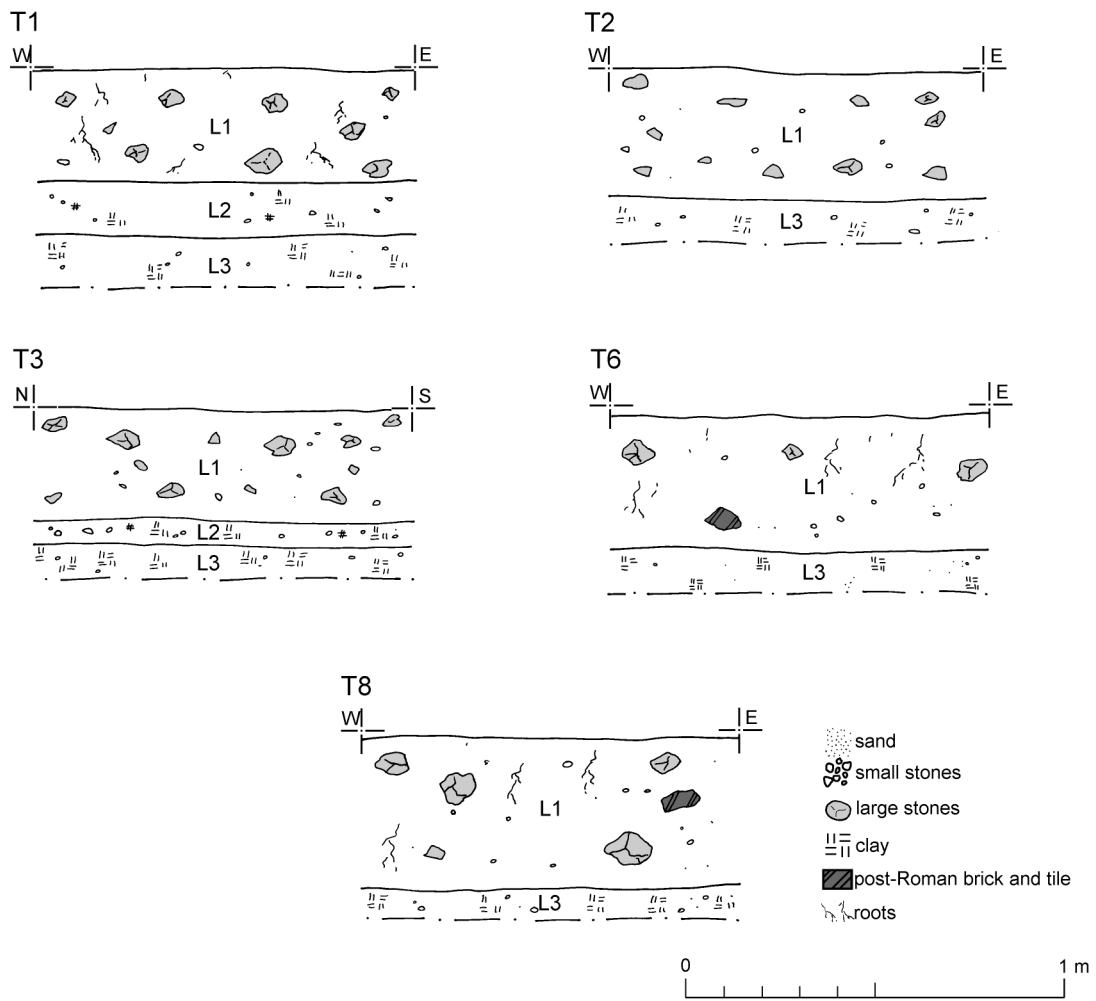 T1
W E
L1
L2
L3
T2
W E
L1
L3
T3
N S
L1
L2
L3
T6
W E
L1
L3
T8
W E
L1
L3
sand
small stones
large stones
clay
post-Roman brick and tile
roots
0 1 m